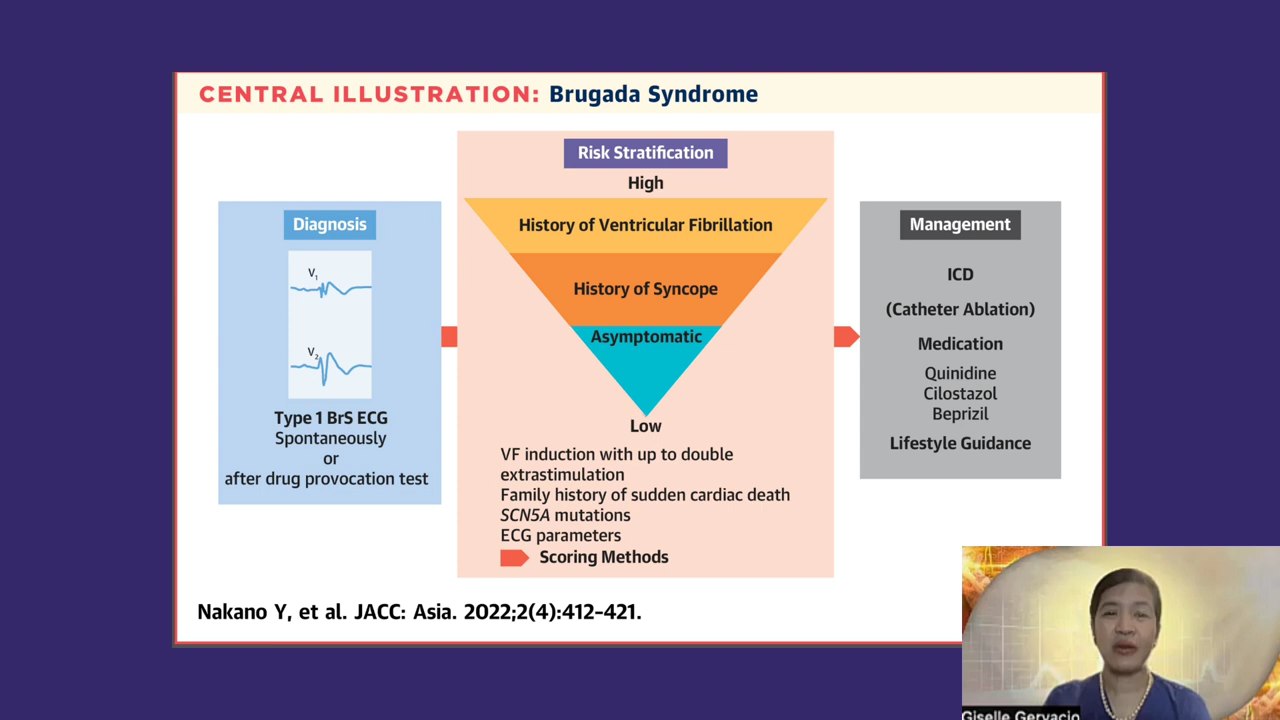 CENTRAL ILLUSTRATION: Brugada Syndrome
Diagnosis
V1
V2
Type 1 BrS ECG
Spontaneously
or
after drug provocation test
Risk Stratification
High
History of Ventricular Fibrillation
History of Syncope
Asymptomatic
Low
VF induction with up to double
extrastimulation
Family history of sudden cardiac death
SCN5A mutations
ECG parameters
Scoring Methods
Management
ICD
(Catheter Ablation)
Medication
Quinidine
Cilostazol
Beprizil
Lifestyle Guidance
Nakano Y, et al. JACC: Asia. 2022;2(4):412–421.
Giselle Gervacio